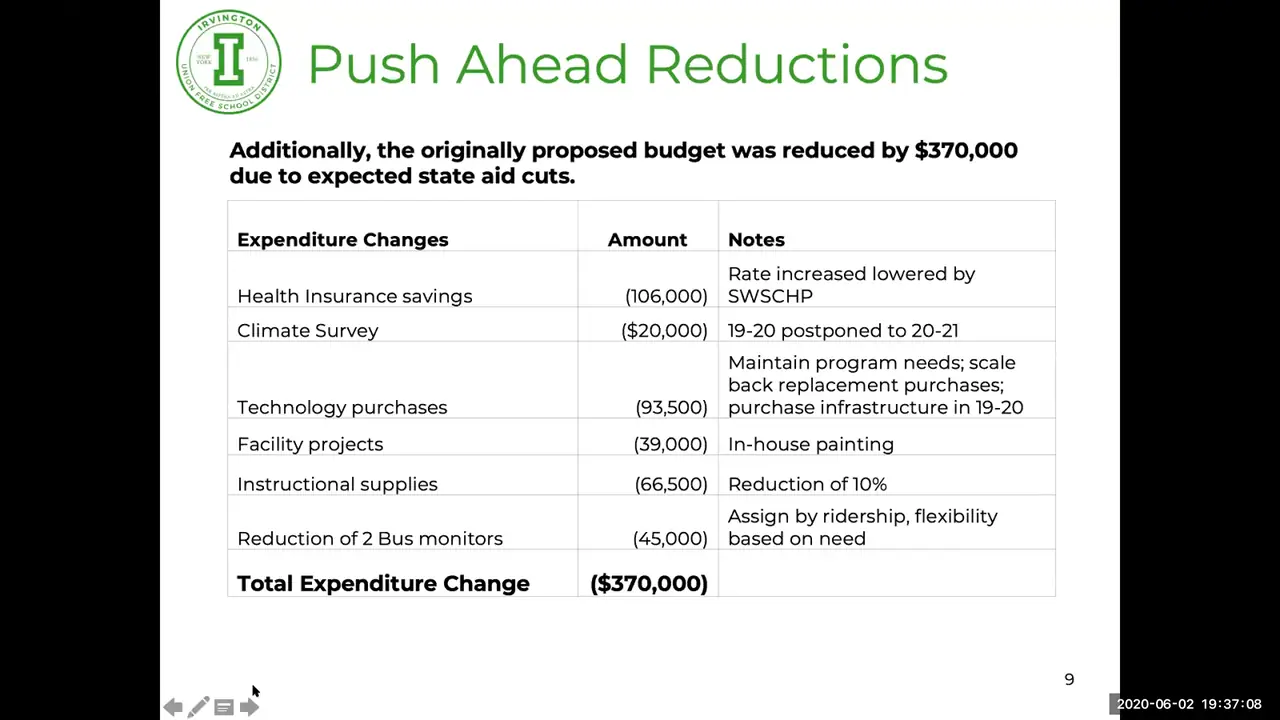 IRVINGTON
NEW YORK
I
1956
UNION FREE SCHOOL DISTRICT
Push Ahead Reductions
Additionally, the originally proposed budget was reduced by $370,000
due to expected state aid cuts.
Expenditure Changes Amount Notes
Rate increased lowered by
Health Insurance savings (106,000) SWSCHP
Climate Survey ($20,000) 19-20 postponed to 20-21
Maintain program needs; scale
back replacement purchases;
Technology purchases (93,500) purchase infrastructure in 19-20
Facility projects (39,000) In-house painting
Instructional supplies (66,500) Reduction of 10%
Assign by ridership, flexibility
Reduction of 2 Bus monitors (45,000) based on need
Total Expenditure Change ($370,000)
9
2020-06-02 19:37:08